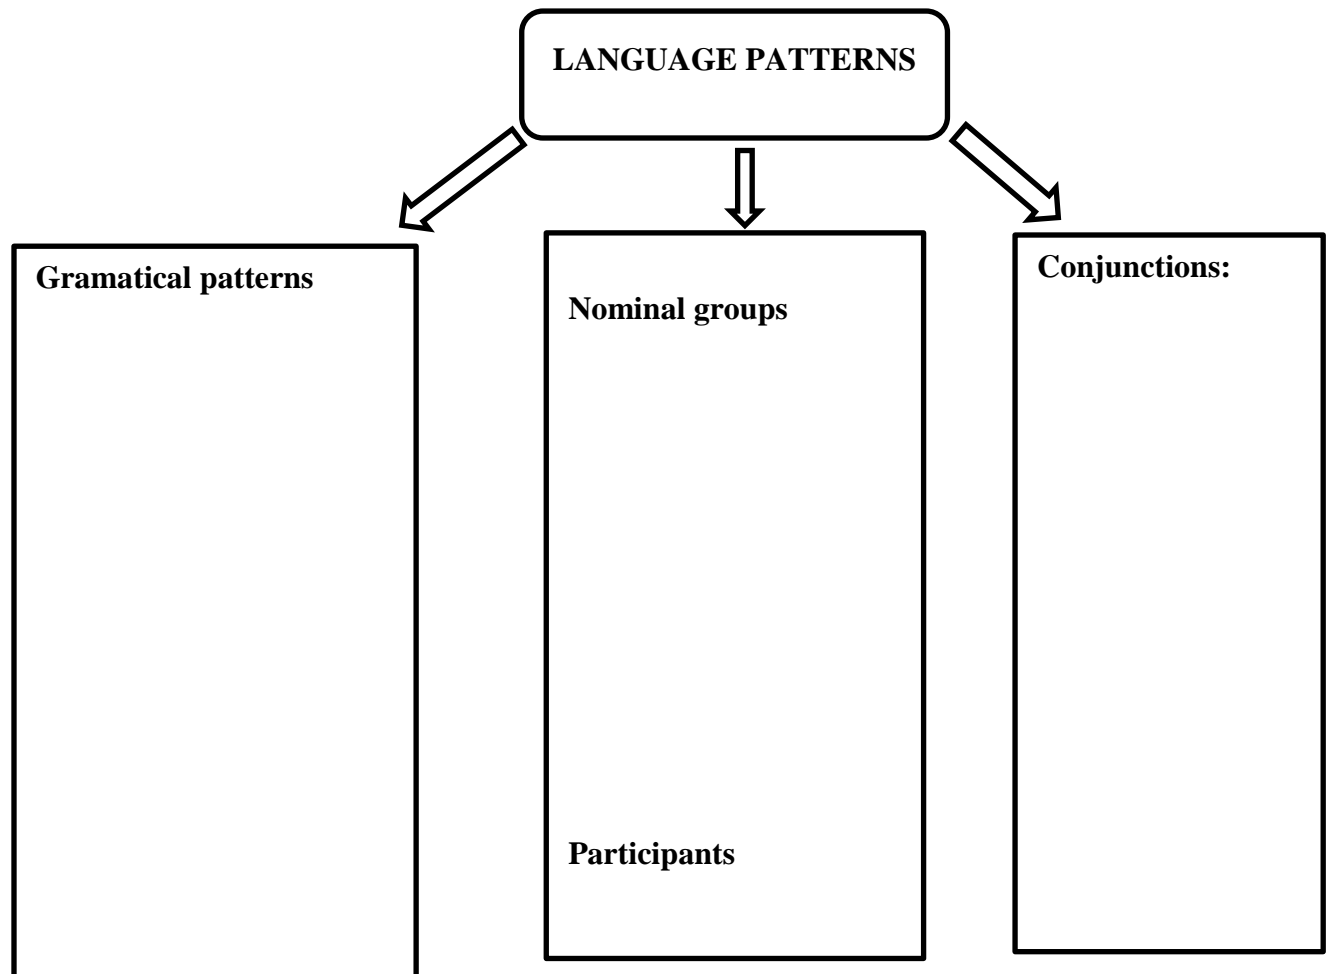 LANGUAGE PATTERNS
Gramatical patterns
Nominal groups
Participants
Conjunctions: